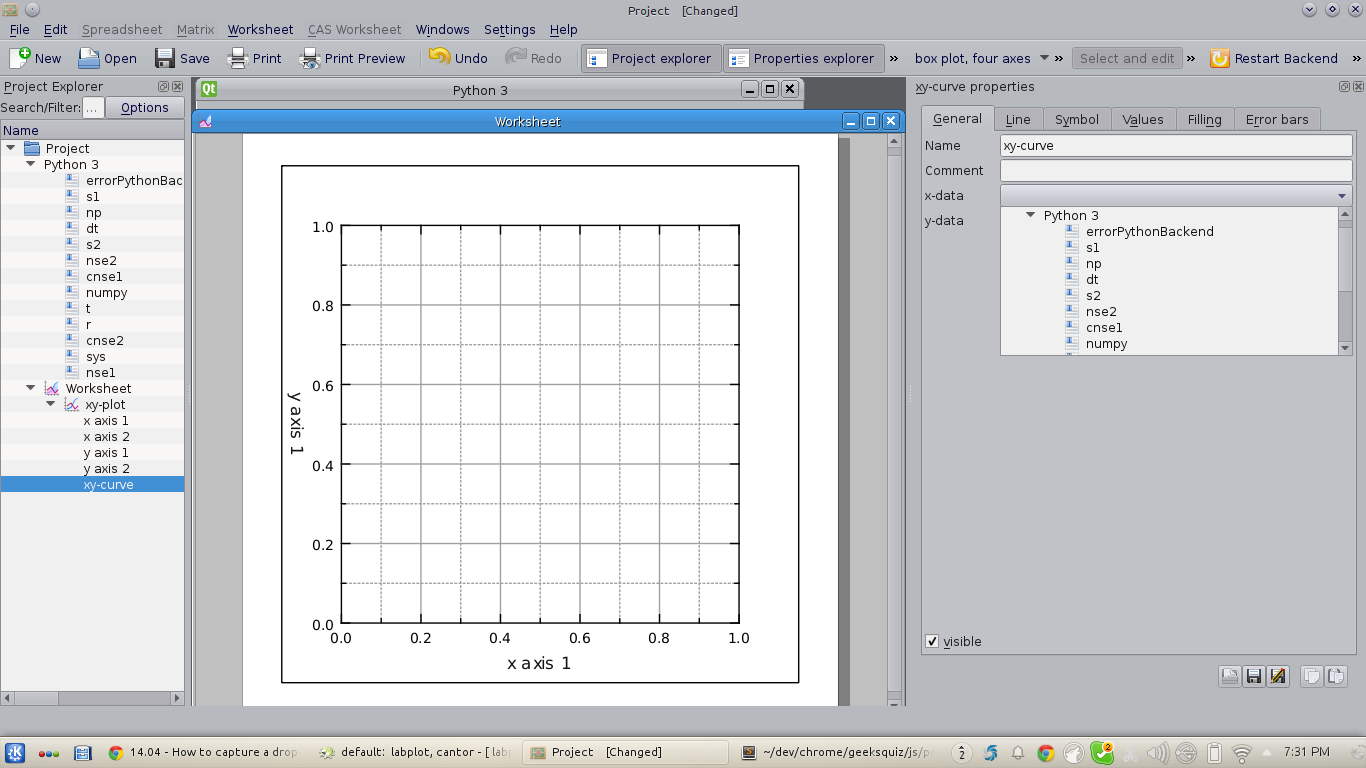 Project [Changed]
File Edit Spreadsheet Matrix Worksheet CAS Worksheet Windows Settings Help
New Open Save Print Print Preview Undo Redo Project explorer Properties explorer » box plot, four axes » Select and edit » Restart Backend »
Project Explorer
Search/Filter: ... Options
Name
Project
Python 3
errorPythonBac
s1
np
dt
s2
nse2
cnse1
numpy
t
r
cnse2
sys
nse1
Worksheet
xy-plot
x axis 1
x axis 2
y axis 1
y axis 2
xy-curve
Qt Python 3
Worksheet
1.0
0.8
0.6
0.4
0.2
0.0
y axis 1
0.0 0.2 0.4 0.6 0.8 1.0
x axis 1
xy-curve properties
General Line Symbol Values Filling Error bars
Name xy-curve
Comment
x-data
y-data
Python 3
errorPythonBackend
s1
np
dt
s2
nse2
cnse1
numpy
visible
14.04 - How to capture a drop- default: labplot, cantor - [ lab Project [Changed] ~/dev/chrome/geeksquiz/js/p 2 2 7:31 PM